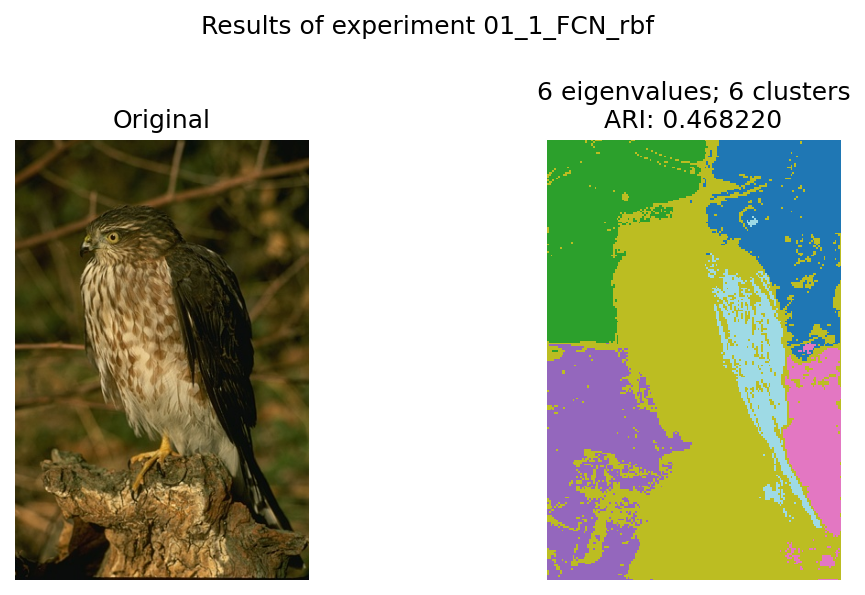 Results of experiment 01_1_FCN_rbf
Original
6 eigenvalues; 6 clusters
ARI: 0.468220